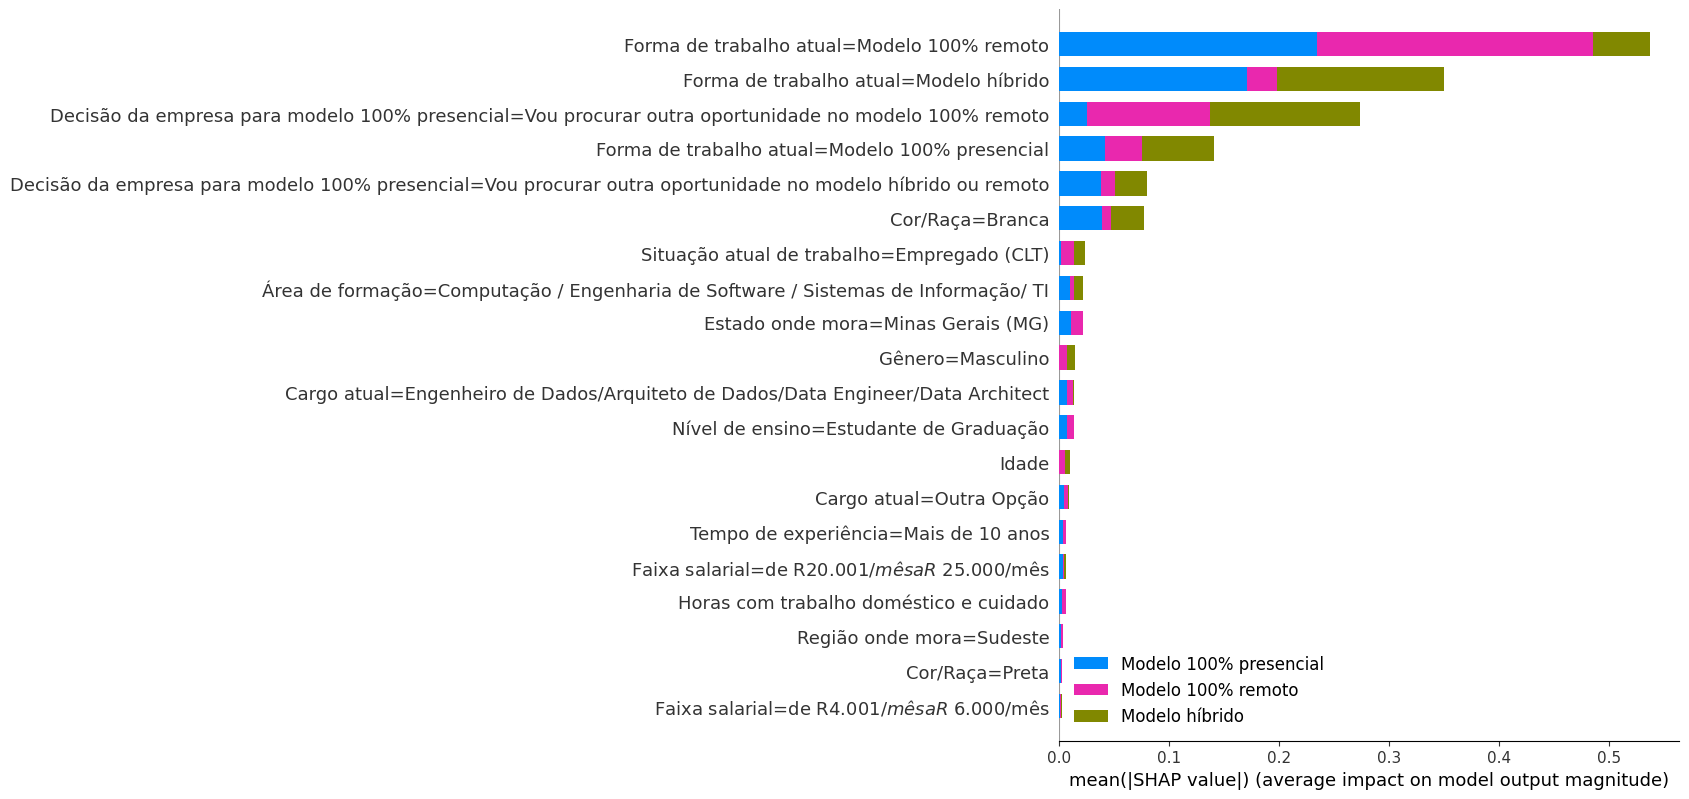 Forma de trabalho atual=Modelo 100% remoto
Forma de trabalho atual=Modelo híbrido
Decisão da empresa para modelo 100% presencial=Vou procurar outra oportunidade no modelo 100% remoto
Forma de trabalho atual=Modelo 100% presencial
Decisão da empresa para modelo 100% presencial=Vou procurar outra oportunidade no modelo híbrido ou remoto
Cor/Raça=Branca
Situação atual de trabalho=Empregado (CLT)
Área de formação=Computação / Engenharia de Software / Sistemas de Informação/ TI
Estado onde mora=Minas Gerais (MG)
Gênero=Masculino
Cargo atual=Engenheiro de Dados/Arquiteto de Dados/Data Engineer/Data Architect
Nível de ensino=Estudante de Graduação
Idade
Cargo atual=Outra Opção
Tempo de experiência=Mais de 10 anos
Faixa salarial=de R20.001/mêsaR 25.000/mês
Horas com trabalho doméstico e cuidado
Região onde mora=Sudeste
Cor/Raça=Preta
Faixa salarial=de R4.001/mêsaR 6.000/mês
Modelo 100% presencial
Modelo 100% remoto
Modelo híbrido
0.0 0.1 0.2 0.3 0.4 0.5
mean(|SHAP value|) (average impact on model output magnitude)